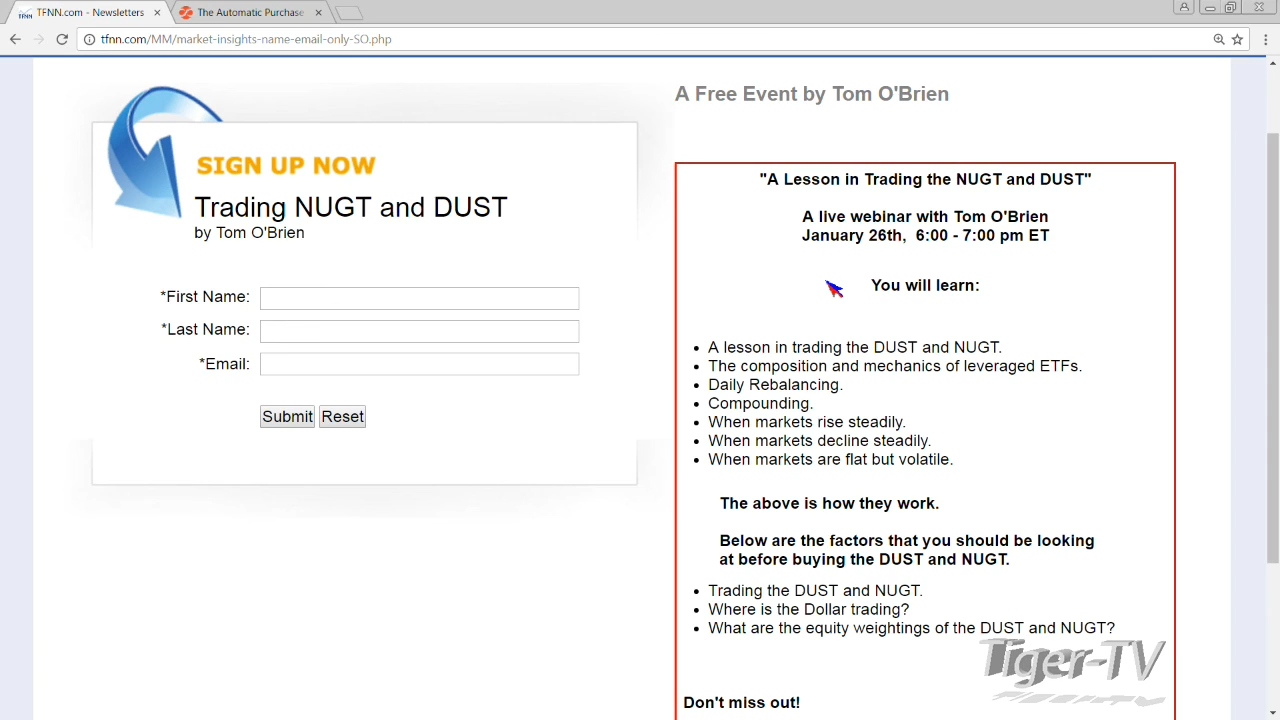 TFNN.com - Newsletters
The Automatic Purchase
tfnn.com/MM/market-insights-name-email-only-SO.php
SIGN UP NOW
Trading NUGT and DUST
by Tom O'Brien
*First Name:
*Last Name:
*Email:
Submit Reset
A Free Event by Tom O'Brien
"A Lesson in Trading the NUGT and DUST"
A live webinar with Tom O'Brien
January 26th, 6:00 - 7:00 pm ET
You will learn:
A lesson in trading the DUST and NUGT.
The composition and mechanics of leveraged ETFs.
Daily Rebalancing.
Compounding.
When markets rise steadily.
When markets decline steadily.
When markets are flat but volatile.
The above is how they work.
Below are the factors that you should be looking
at before buying the DUST and NUGT.
Trading the DUST and NUGT.
Where is the Dollar trading?
What are the equity weightings of the DUST and NUGT?
Tiger-TV
Don't miss out!